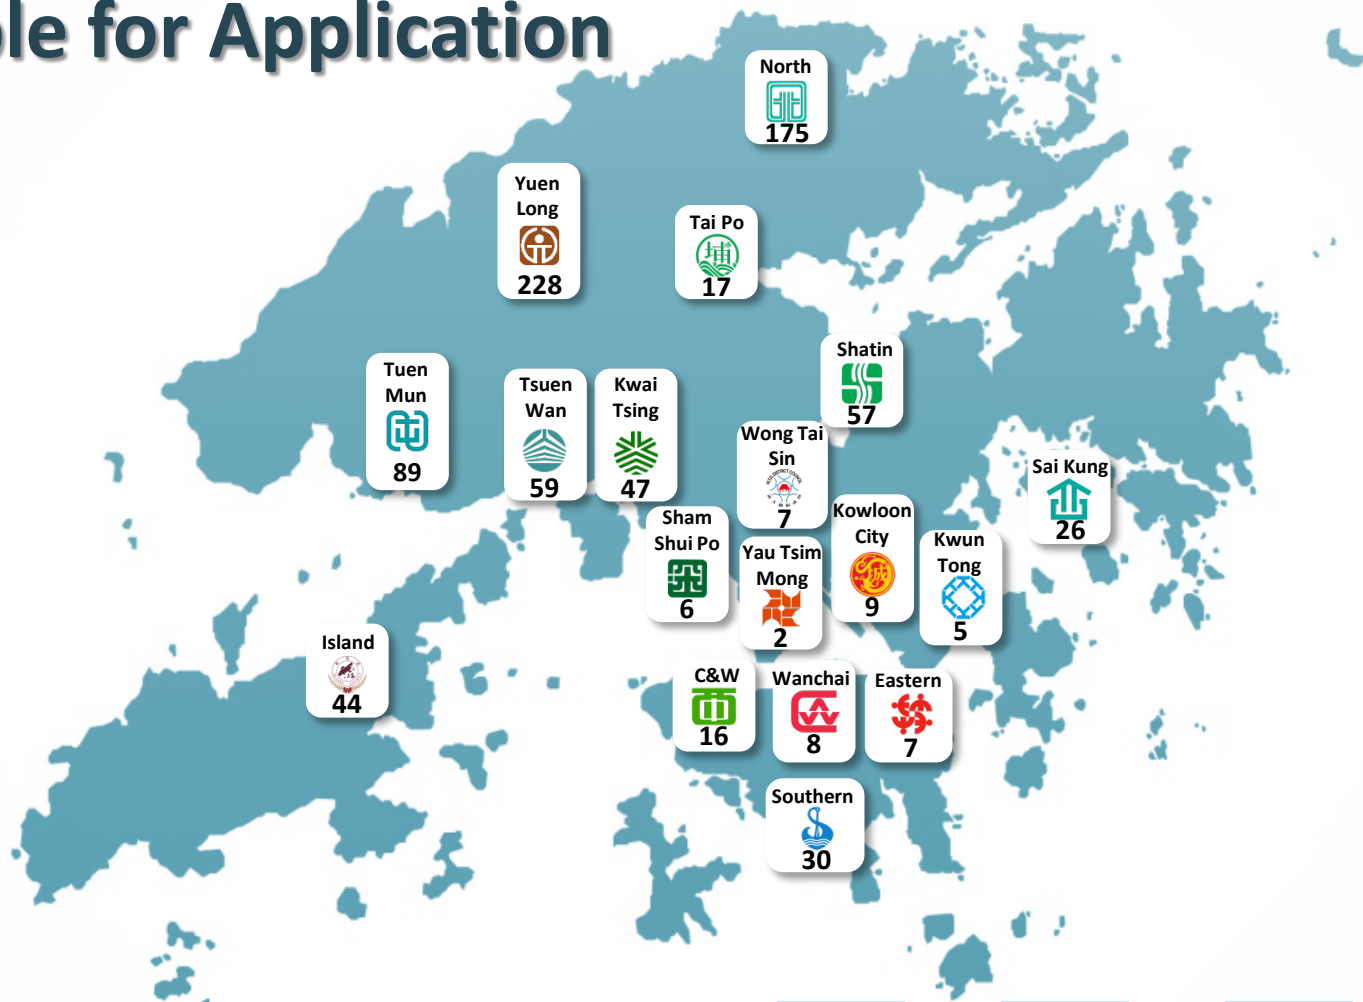 ble for Application
North
175
Yuen
Long
228
Tai Po
埔
17
Shatin
57
Tuen
Mun
89
Tsuen
Wan
59
Kwai
Tsing
47
Wong Tai
Sin
7
Sai Kung
26
Kowloon
City
9
Kwun
Tong
5
Sham
Shui Po
6
Yau Tsim
Mong
2
Island
44
C&W
16
Wanchai
8
Eastern
7
Southern
30